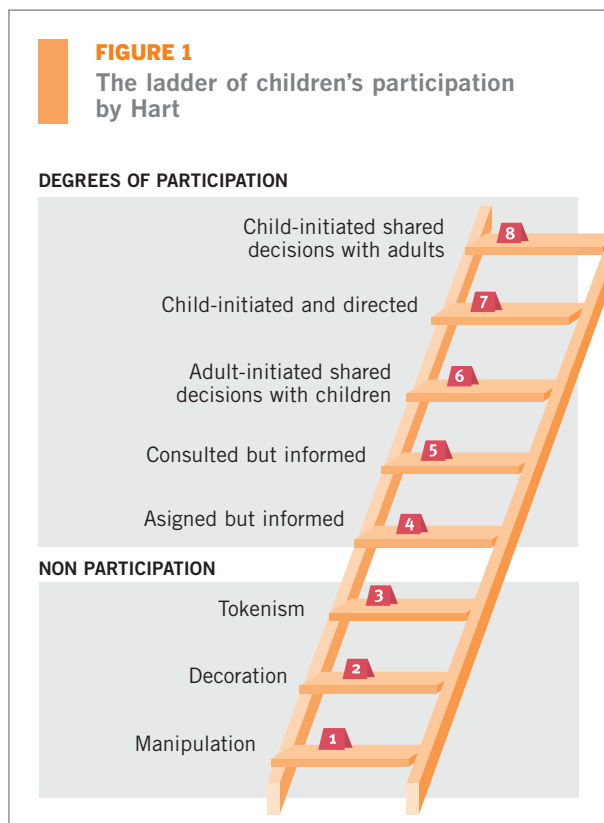 FIGURE 1
The ladder of children's participation
by Hart
DEGREES OF PARTICIPATION
Child-initiated shared
decisions with adults
8
Child-initiated and directed
7
Adult-initiated shared
decisions with children
6
Consulted but informed
5
Asigned but informed
4
NON PARTICIPATION
Tokenism
3
Decoration
2
Manipulation
1